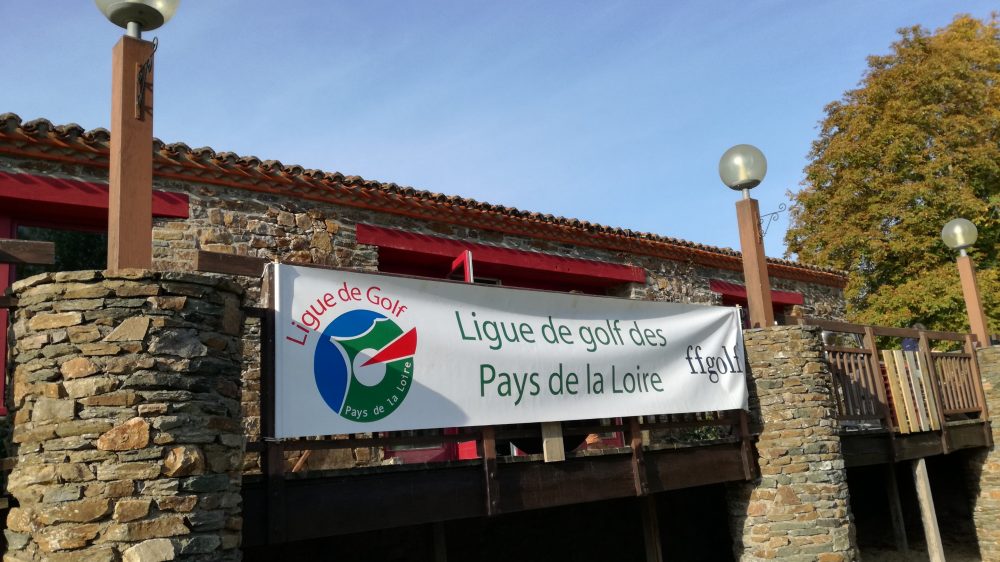 Ligue de Golf
Pays de la Loire
Ligue de golf des
Pays de la Loire
ffgolf